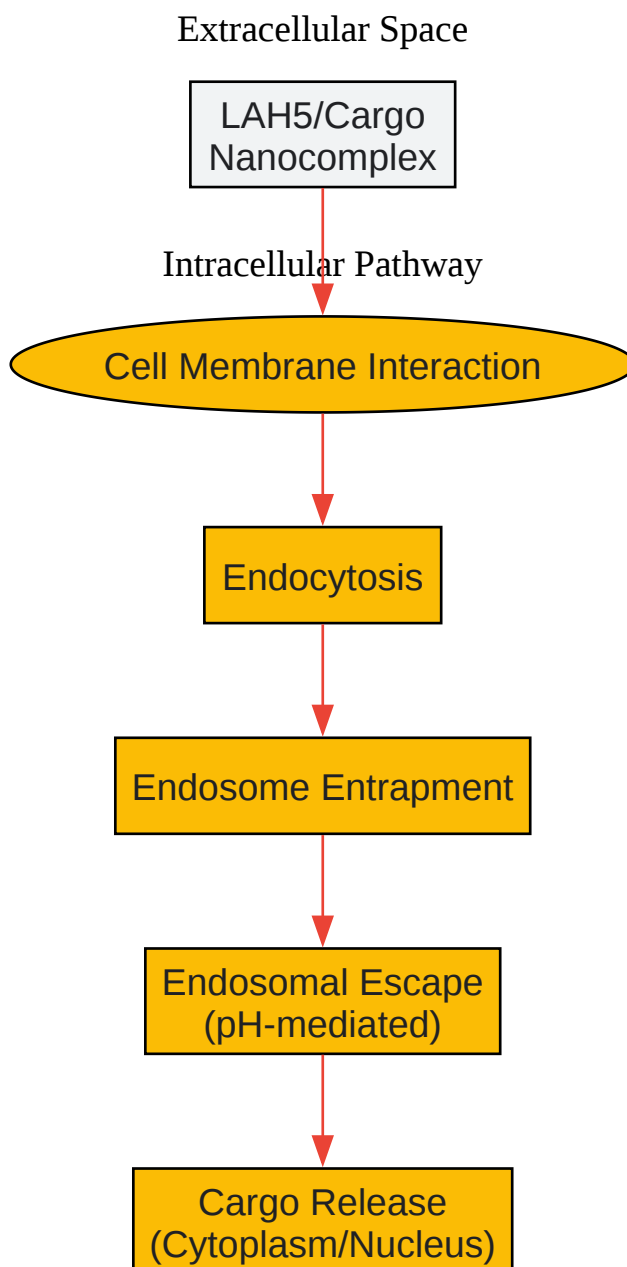 Extracellular Space
LAH5/Cargo
Nanocomplex
Intracellular Pathway
Cell Membrane Interaction
Endocytosis
Endosome Entrapment
Endosomal Escape
(pH-mediated)
Cargo Release
(Cytoplasm/Nucleus)